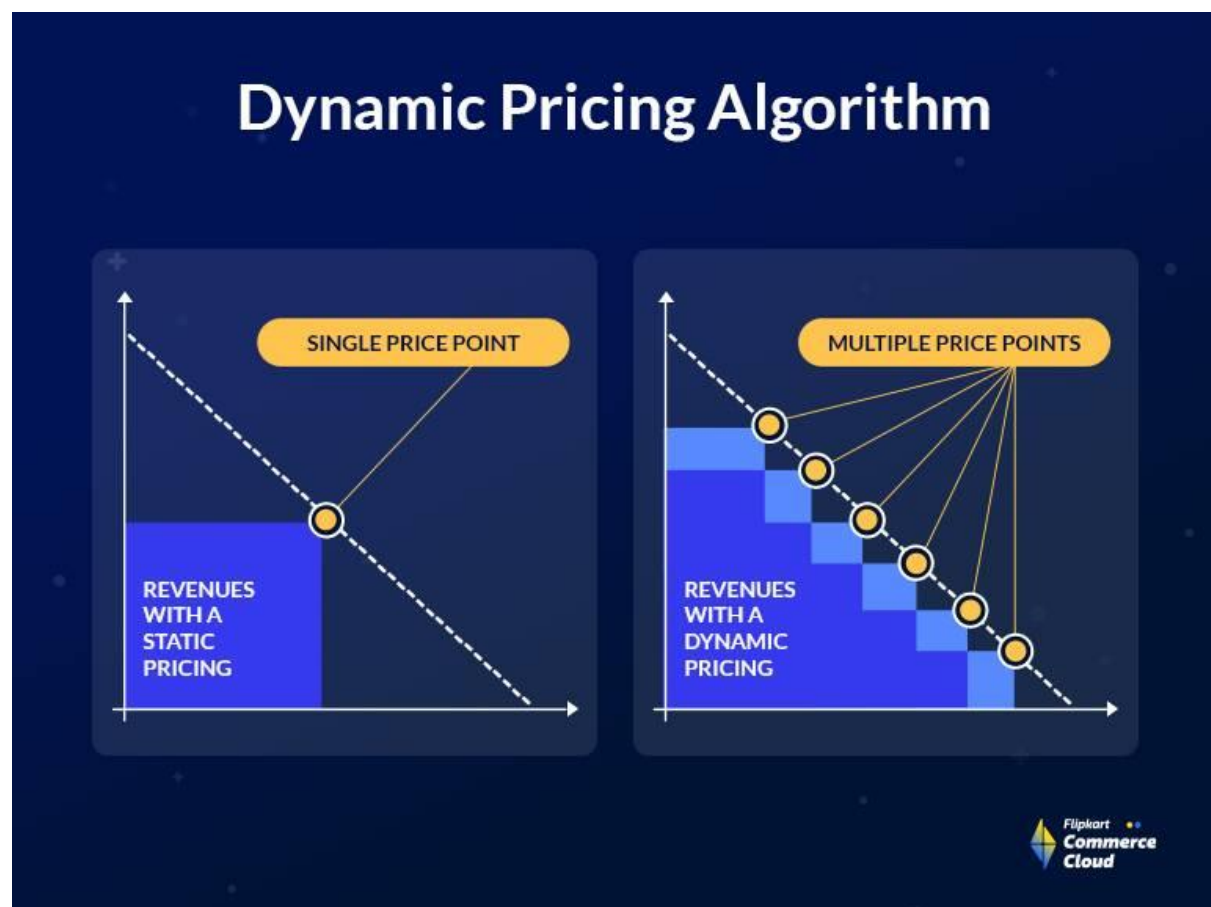 Dynamic Pricing Algorithm
SINGLE PRICE POINT
REVENUES
WITH A
STATIC
PRICING
MULTIPLE PRICE POINTS
REVENUES
WITH A
DYNAMIC
PRICING
Flipkart
Commerce
Cloud